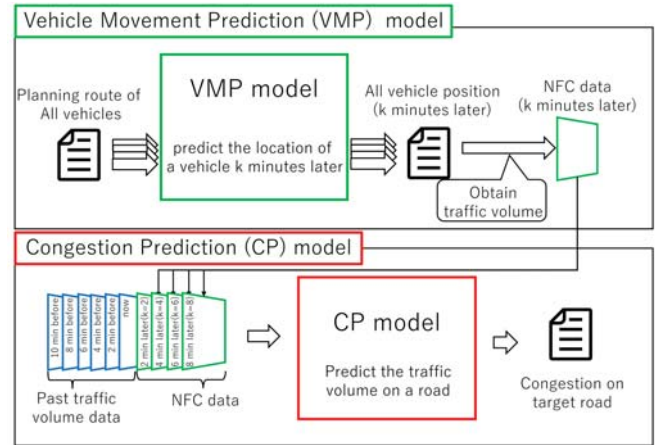 Vehicle Movement Prediction (VMP) model
Planning route of
All vehicles
VMP model
predict the location of
a vehicle k minutes later
All vehicle position
(k minutes later)
NFC data
(k minutes later)
Obtain
traffic volume
Congestion Prediction (CP) model
10 min before
8 min before
6 min before
4 min before
2 min before
now
2 min later(k=2)
4 min later(k=4)
6 min later(k=6)
8 min later(k=8)
Past traffic
volume data
NFC data
CP model
Predict the traffic
volume on a road
Congestion on
target road